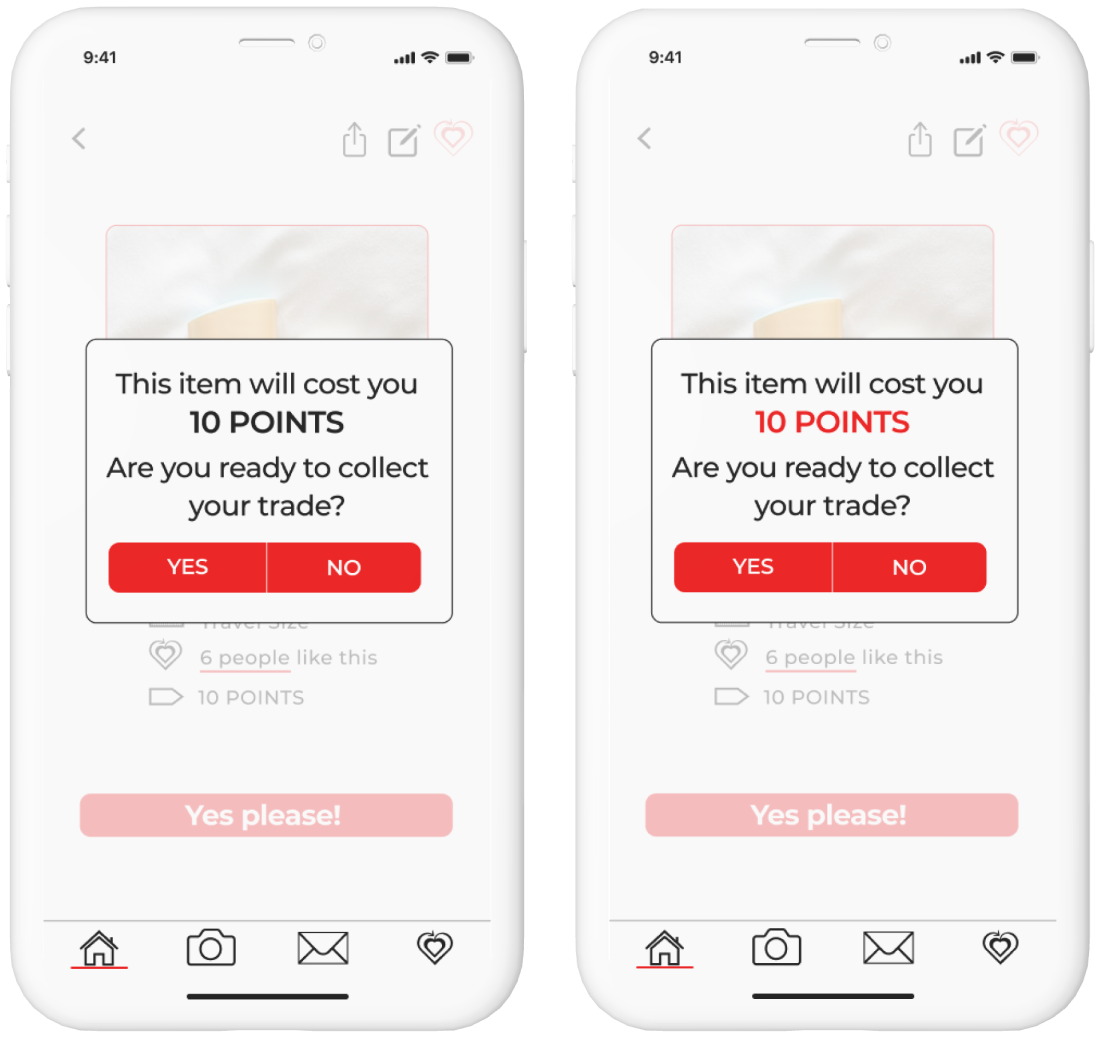 9:41
This item will cost you
10 POINTS
Are you ready to collect
your trade?
YES NO
Travel Size
6 people like this
10 POINTS
Yes please!
9:41
This item will cost you
10 POINTS
Are you ready to collect
your trade?
YES NO
Travel Size
6 people like this
10 POINTS
Yes please!